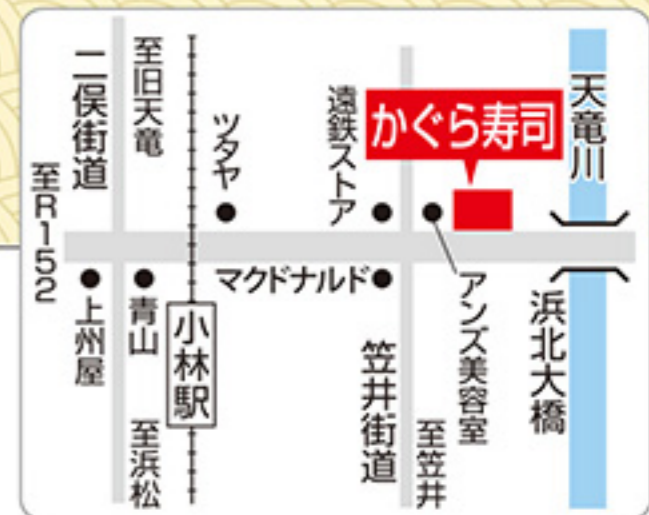 二俣街道
至旧天竜
至R152
ツタヤ
遠鉄ストア
かぐら寿司
天竜川
上州屋
青山
至浜松
小林駅
マクドナルド
笠井街道
至笠井
アンズ美容室
浜北大橋